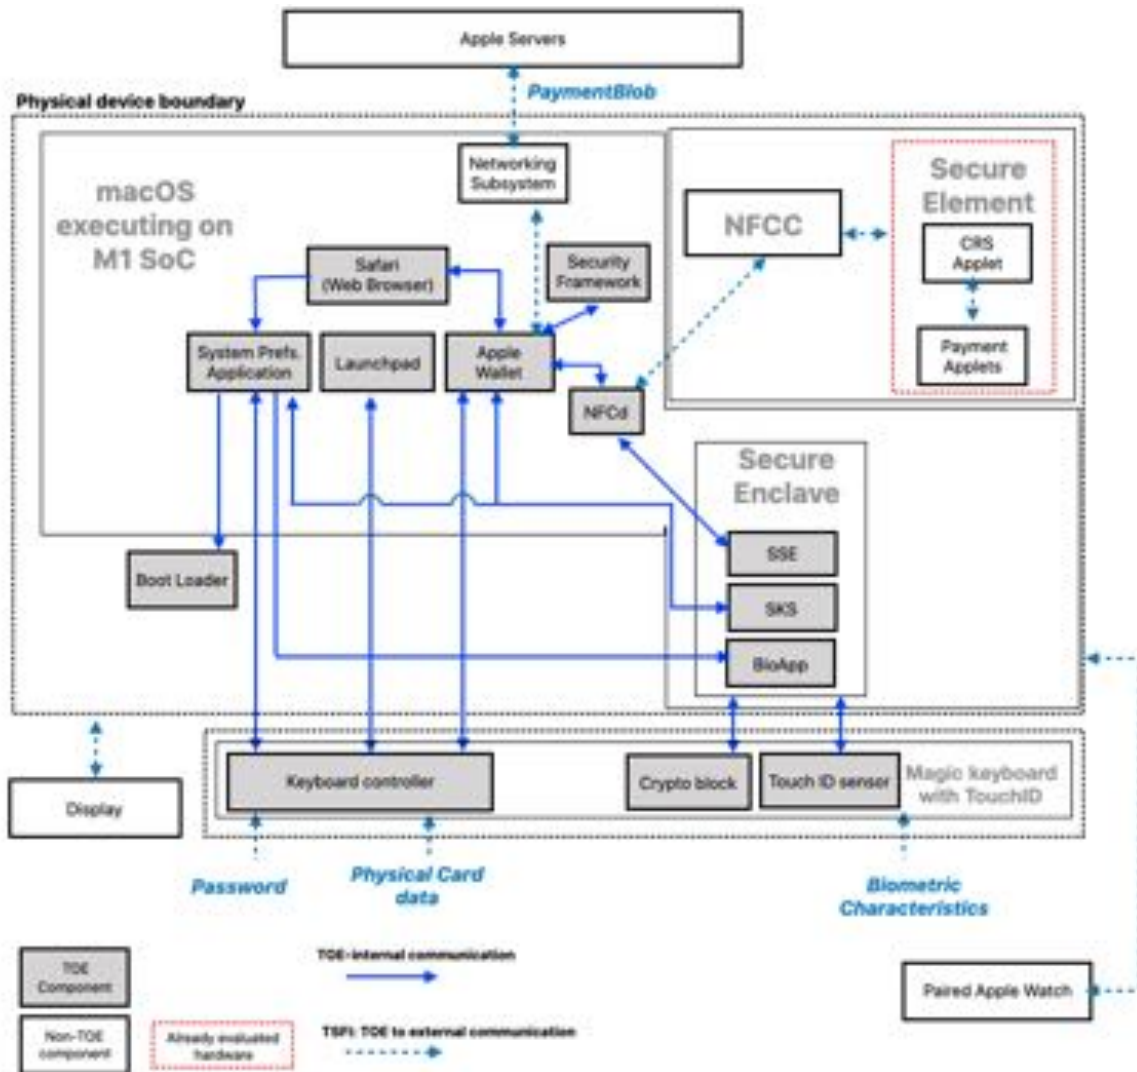 Apple Servers
PaymentBlob
Physical device boundary
macOS
executing on
M1 SoC
Networking
Subsystem
NFCC
Secure
Element
CRS
Applet
Payment
Applets
Safari
(Web Browser)
Security
Framework
System Prefs.
Application
Launchpad
Apple
Wallet
NFCd
Secure
Enclave
SSE
SKS
BioApp
Boot Loader
Keyboard controller
Crypto block
Touch ID sensor
Magic keyboard
with TouchID
Display
Password
Physical Card
data
Biometric
Characteristics
TOE
Component
TOE-internal communication
Non-TOE
component
Already evaluated
hardware
TSFI: TOE to external communication
Paired Apple Watch